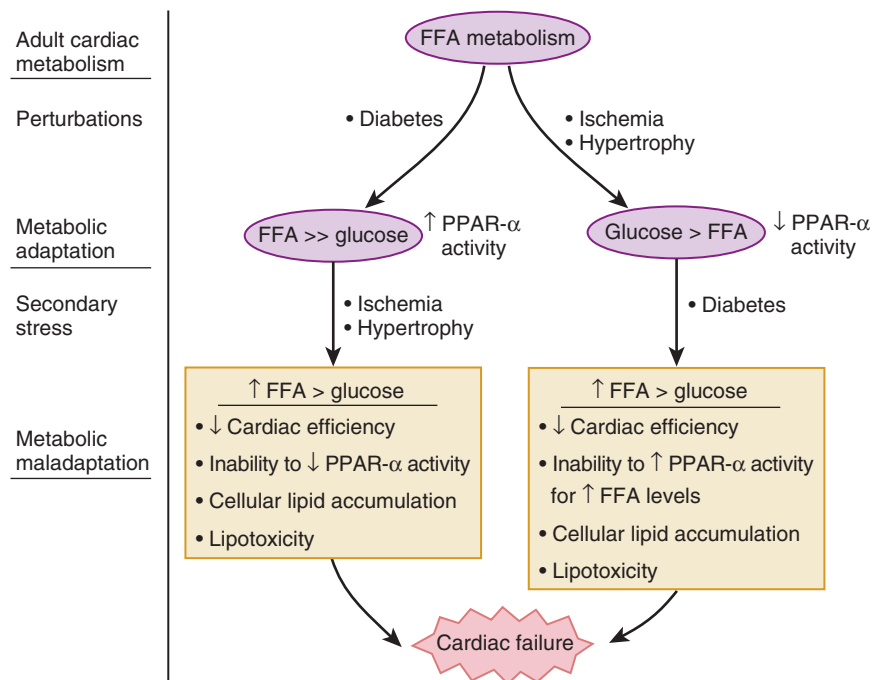 Adult cardiac
metabolism
FFA metabolism
Perturbations
• Diabetes
• Ischemia
• Hypertrophy
Metabolic
adaptation
FFA >> glucose
↑ PPAR-α
activity
Glucose > FFA
↓ PPAR-α
activity
Secondary
stress
• Ischemia
• Hypertrophy
• Diabetes
Metabolic
maladaptation
↑ FFA > glucose
• ↓ Cardiac efficiency
• Inability to ↓ PPAR-α activity
• Cellular lipid accumulation
• Lipotoxicity
↑ FFA > glucose
• ↓ Cardiac efficiency
• Inability to ↑ PPAR-α activity
for ↑ FFA levels
• Cellular lipid accumulation
• Lipotoxicity
Cardiac failure